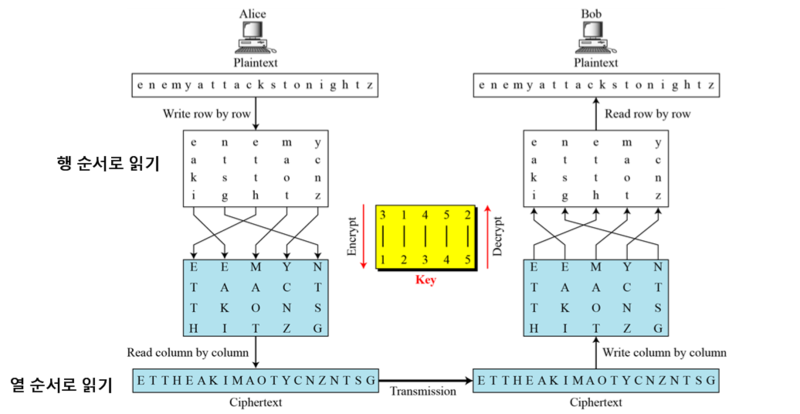 Alice
Plaintext
e n e m y a t t a c k s t o n i g h t z
Write row by row
행 순서로 읽기
e n e m y
a t t a c
k s t o n
i g h t z
E E M Y N
T A A C T
T K O N S
H I T Z G
Read column by column
열 순서로 읽기
E T T H E A K I M A O T Y C N Z N T S G
Ciphertext
Encrypt
3 1 4 5 2
1 2 3 4 5
Key
Decrypt
Transmission
Bob
Plaintext
e n e m y a t t a c k s t o n i g h t z
Read row by row
e n e m y
a t t a c
k s t o n
i g h t z
E E M Y N
T A A C T
T K O N S
H I T Z G
Write column by column
E T T H E A K I M A O T Y C N Z N T S G
Ciphertext